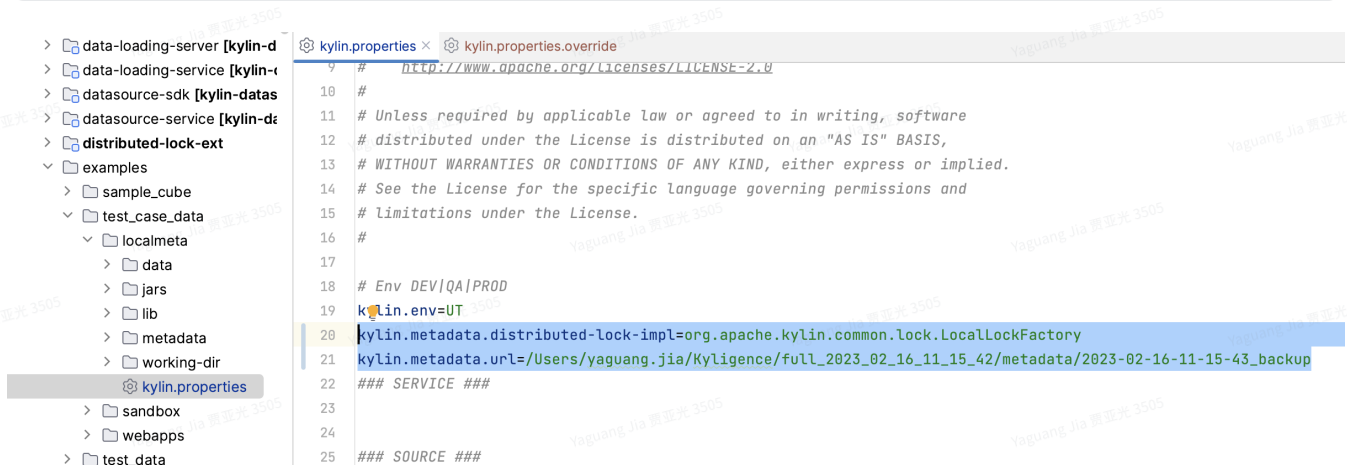 data-loading-server [kylin-d
data-loading-service [kylin-c
datasource-sdk [kylin-datas
datasource-service [kylin-da
distributed-lock-ext
examples
sample_cube
test_case_data
localmeta
data
jars
lib
metadata
working-dir
kylin.properties
sandbox
webapps
test_data
kylin.properties
kylin.properties.override
9 # http://www.apache.org/licenses/LICENSE-2.0
10 #
11 # Unless required by applicable law or agreed to in writing, software
12 # distributed under the License is distributed on an "AS IS" BASIS,
13 # WITHOUT WARRANTIES OR CONDITIONS OF ANY KIND, either express or implied.
14 # See the License for the specific language governing permissions and
15 # limitations under the License.
16 #
17
18 # Env DEV|QA|PROD
19 kylin.env=UT
20 kylin.metadata.distributed-lock-impl=org.apache.kylin.common.lock.LocalLockFactory
21 kylin.metadata.url=/Users/yaguang.jia/Kyligence/full_2023_02_16_11_15_42/metadata/2023-02-16-11-15-43_backup
22 ### SERVICE ###
23
24
25 ### SOURCE ###
Yaguang Jia 贾亚光 3505